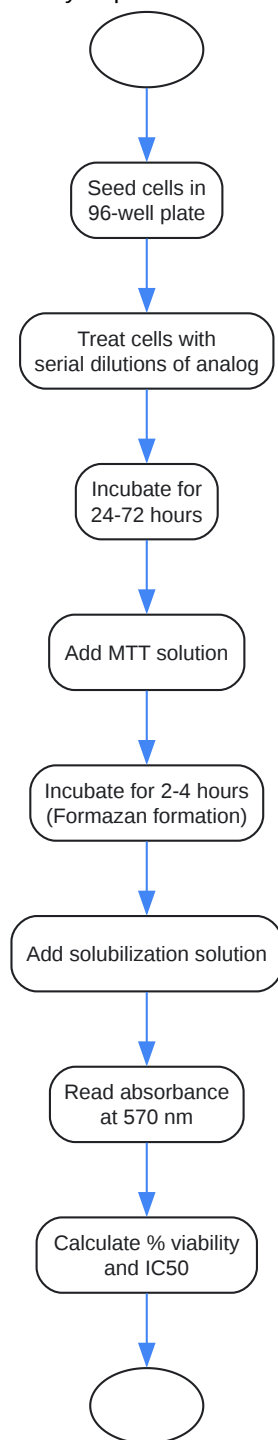 Seed cells in
96-well plate
Treat cells with
serial dilutions of analog
Incubate for
24-72 hours
Add MTT solution
Incubate for 2-4 hours
(Formazan formation)
Add solubilization solution
Read absorbance
at 570 nm
Calculate % viability
and IC50